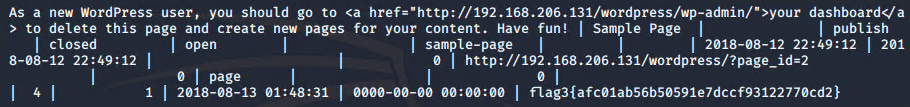 As a new WordPress user, you should go to <a href="http://192.168.206.131/wordpress/wp-admin/">your dashboard</a
> to delete this page and create new pages for your content. Have fun! | Sample Page |              | publish
     | closed         | open        |               | sample-page |         |        | 2018-08-12 22:49:12 | 201
8-08-12 22:49:12 |                       |           0 | http://192.168.206.131/wordpress/?page_id=2
           |          0 | page      |                |             0 |
|  4 |           1 | 2018-08-13 01:48:31 | 0000-00-00 00:00:00 | flag3{afc01ab56b50591e7dccf93122770cd2}